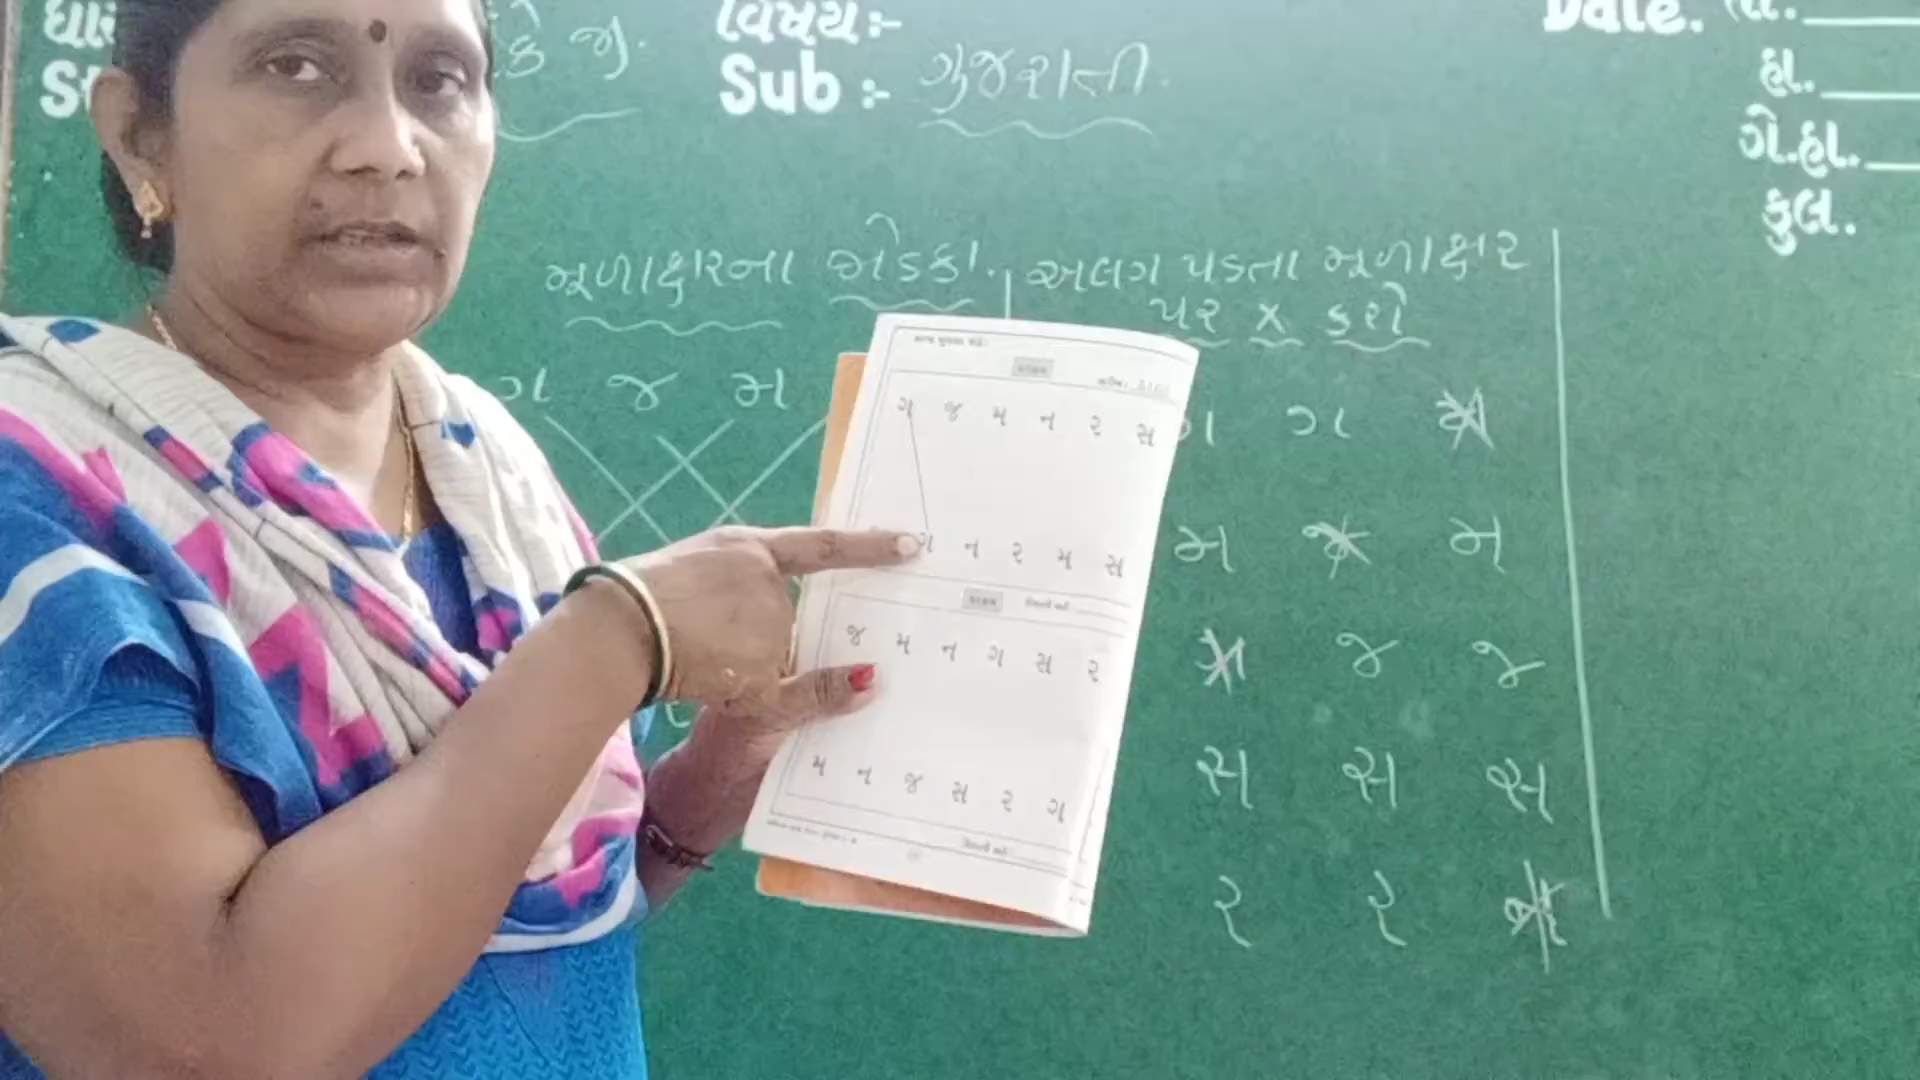 વિષય :-
Sub :- ગુજરાતી.
કે જી.
Date. તા.
હા.
ગે.હા.
કુલ.
મૂળાક્ષરના જોડકા.
અલગ પડતા મૂળાક્ષર
પર × કરો
ગ જ મ
ગ ગ
મ મ
જ જ
સ સ સ
ર ર
ગ જ મ ન ર સ
ગ ન ર મ સ
જ મ ન ગ સ ર
મ ન જ સ ર ગ